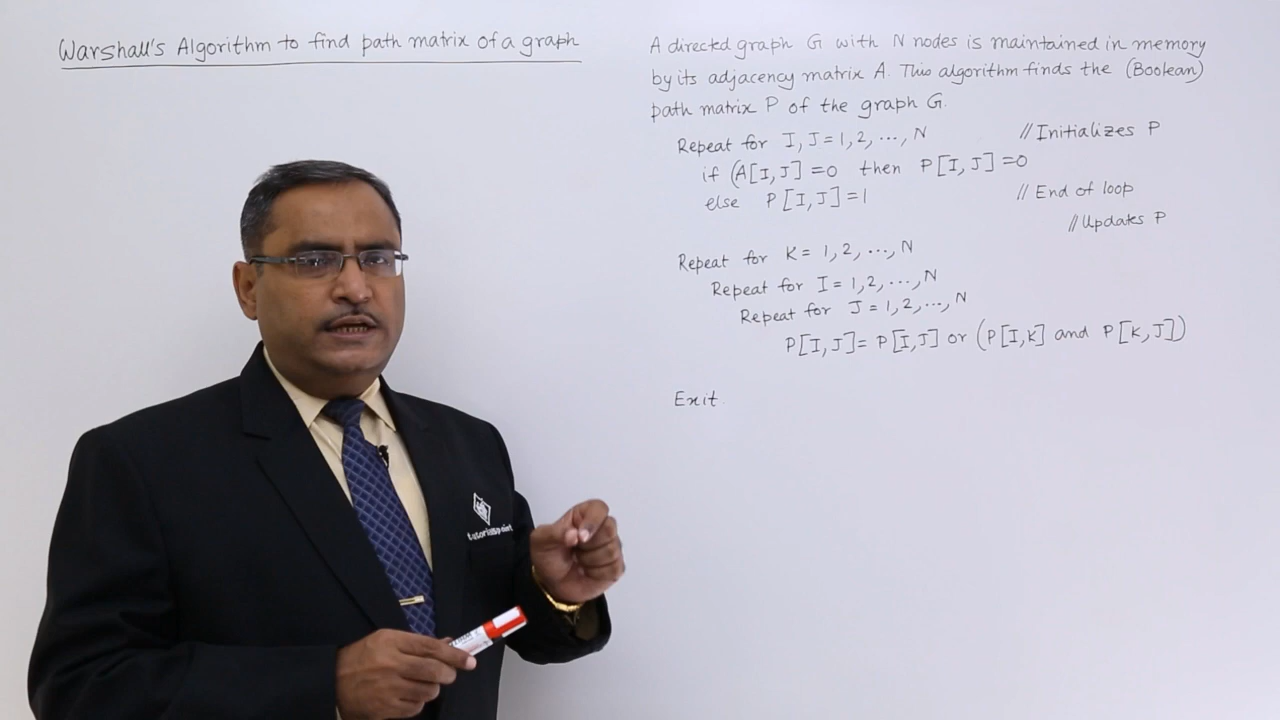 Warshall's Algorithm to find path matrix of a graph
A directed graph G with N nodes is maintained in memory
by its adjacency matrix A. This algorithm finds the (Boolean)
path matrix P of the graph G.
Repeat for I, J = 1, 2, ..., N //Initializes P
if (A[I, J] = 0 then P[I, J] = 0
else P[I, J] = 1 // End of loop
//Updates P
Repeat for K = 1, 2, ..., N
Repeat for I = 1, 2, ..., N
Repeat for J = 1, 2, ..., N
P[I, J] = P[I, J] or (P[I, K] and P[K, J])
Exit.
tutorialspoint